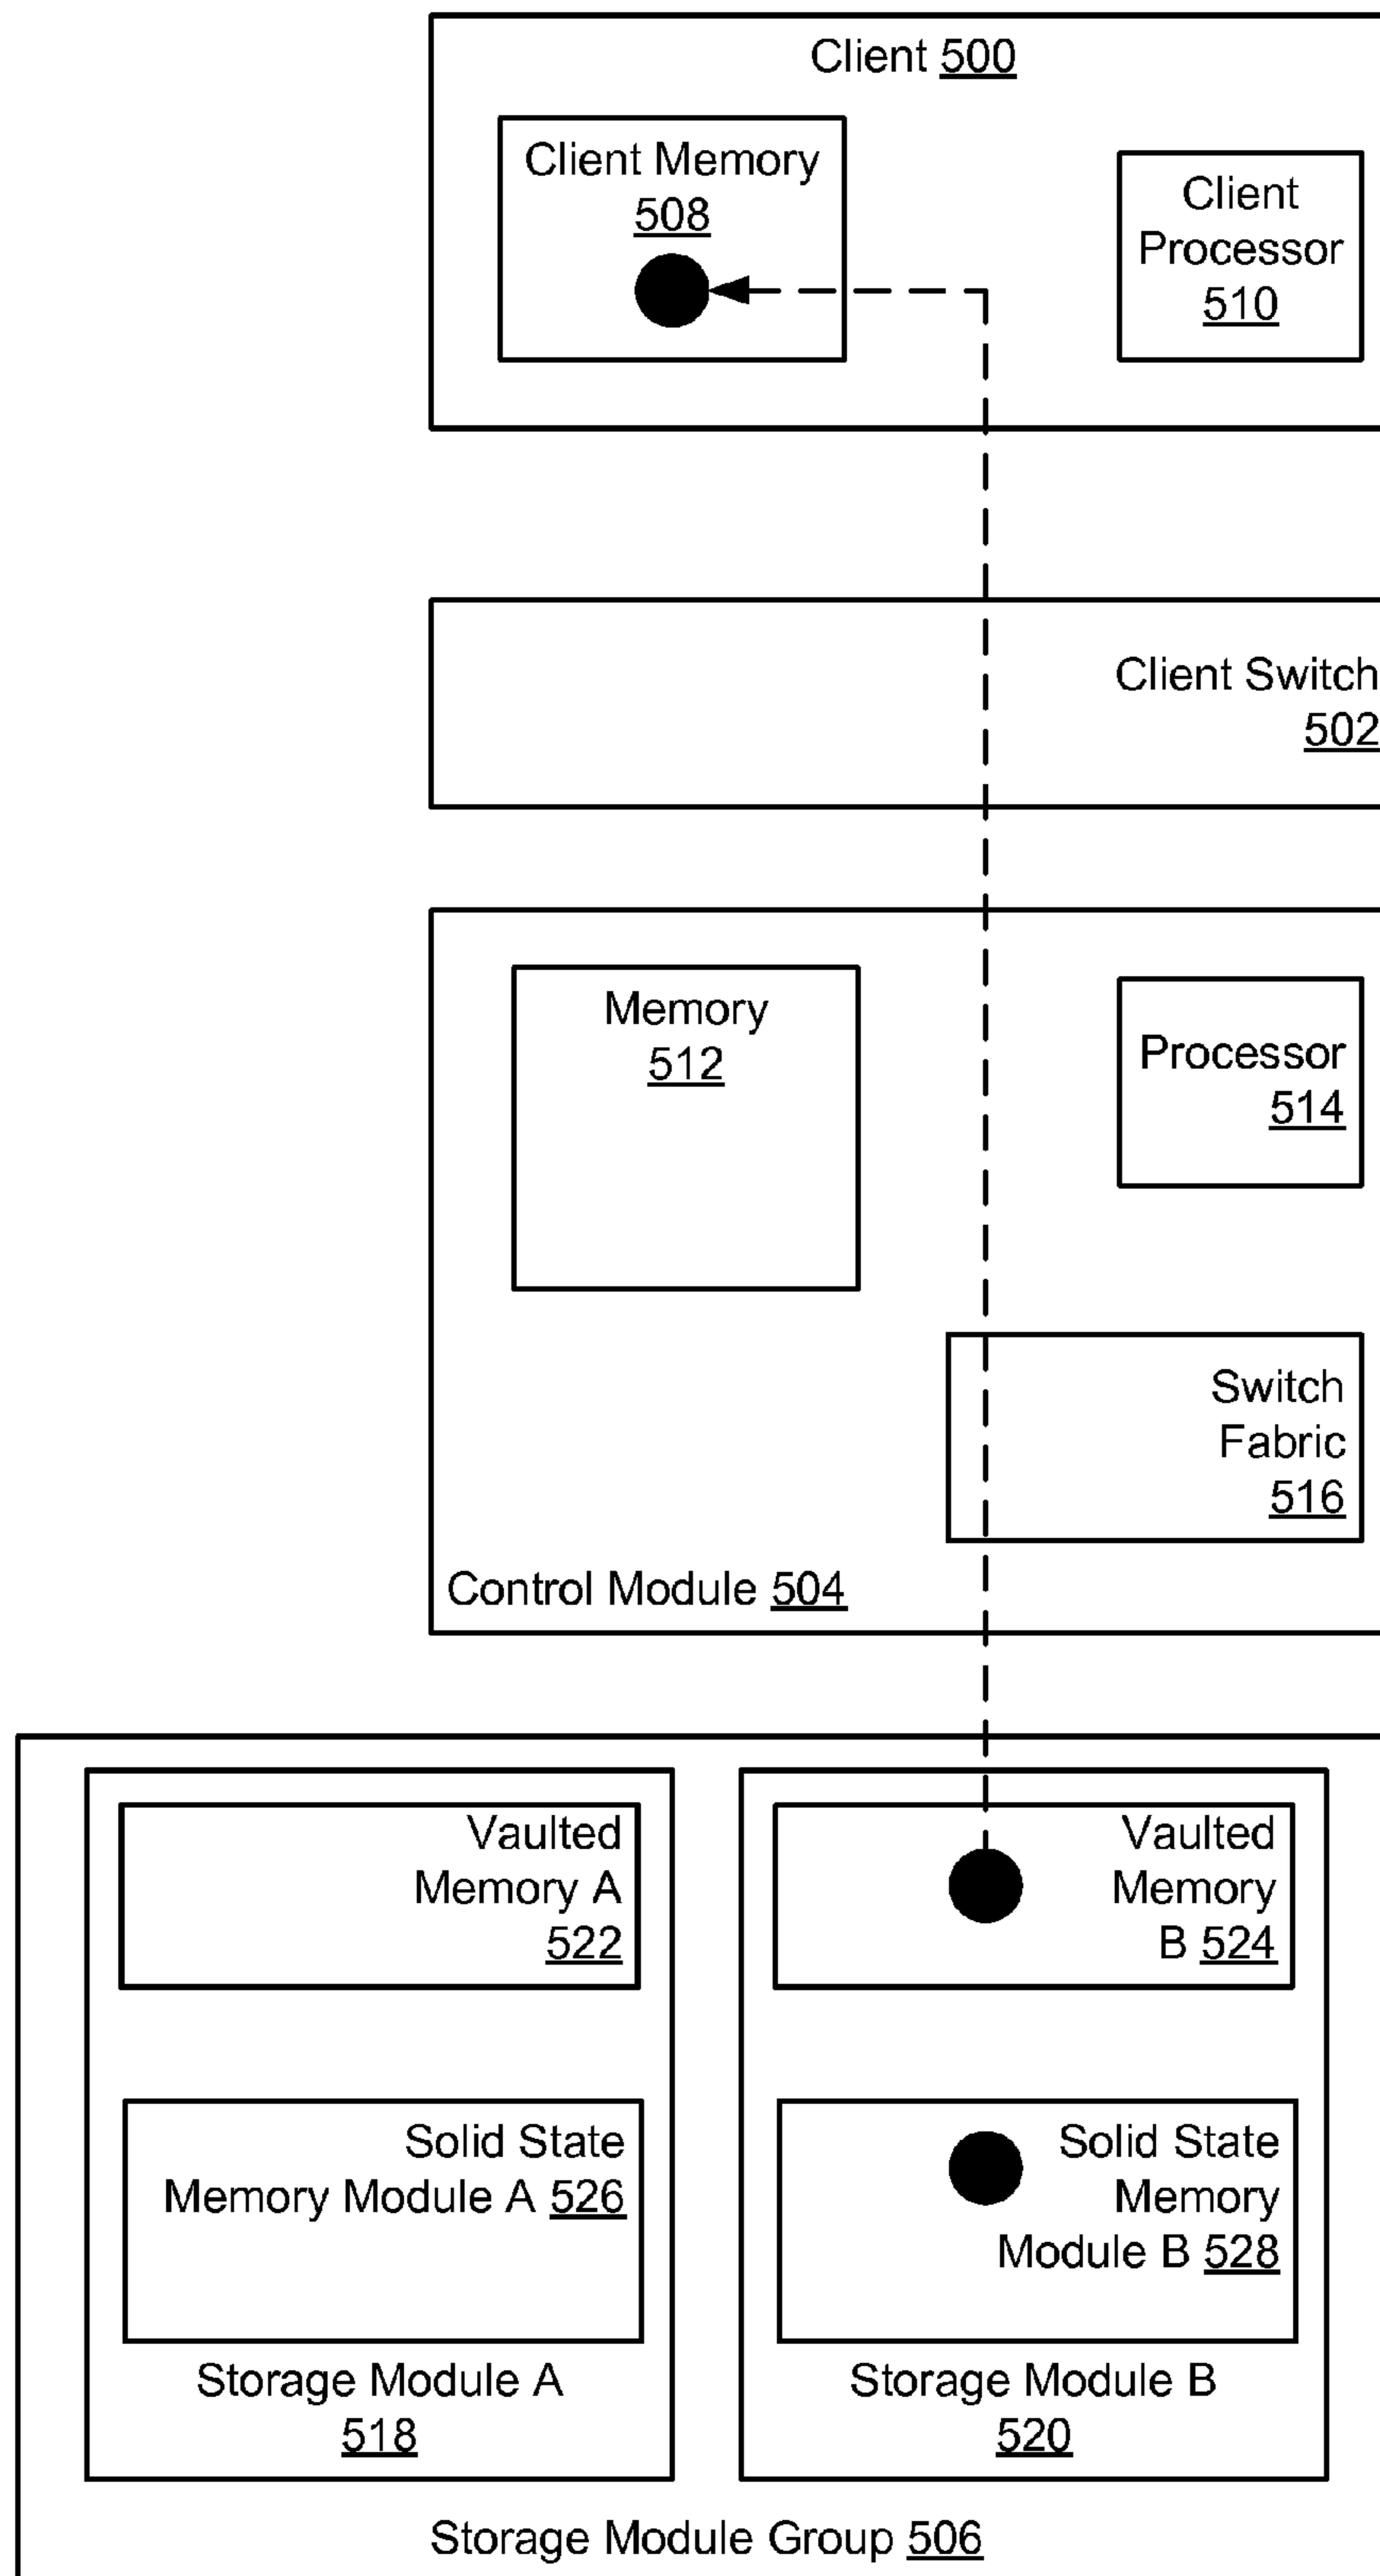 Client 500
Client Memory
508
Client
Processor
510
Client Switch
502
Memory
512
Processor
514
Switch
Fabric
516
Control Module 504
Vaulted
Memory A
522
Vaulted
Memory
B 524
Solid State
Memory Module A 526
Solid State
Memory
Module B 528
Storage Module A
518
Storage Module B
520
Storage Module Group 506